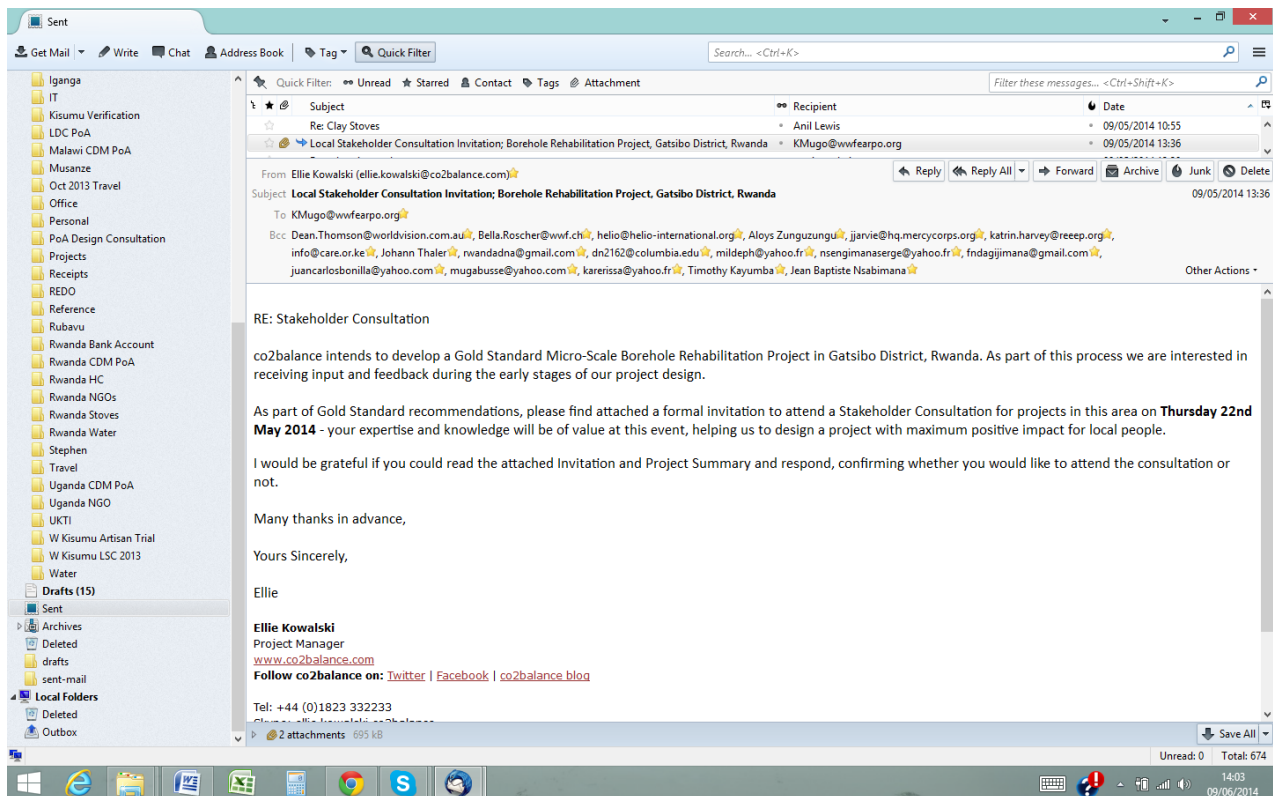 Sent
Get Mail Write Chat Address Book Tag Quick Filter Search... <Ctrl+K>
Iganga
IT
Kisumu Verification
LDC PoA
Malawi CDM PoA
Musanze
Oct 2013 Travel
Office
Personal
PoA Design Consultation
Projects
Receipts
REDO
Reference
Rubavu
Rwanda Bank Account
Rwanda CDM PoA
Rwanda HC
Rwanda NGOs
Rwanda Stoves
Rwanda Water
Stephen
Travel
Uganda CDM PoA
Uganda NGO
UKTI
W Kisumu Artisan Trial
W Kisumu LSC 2013
Water
Drafts (15)
Sent
Archives
Deleted
drafts
sent-mail
Local Folders
Deleted
Outbox
Quick Filter: Unread Starred Contact Tags Attachment Filter these messages... <Ctrl+Shift+K>
Subject Recipient Date
Re: Clay Stoves Anil Lewis 09/05/2014 10:55
Local Stakeholder Consultation Invitation; Borehole Rehabilitation Project, Gatsibo District, Rwanda KMugo@wwfearpo.org 09/05/2014 13:36
From Ellie Kowalski (ellie.kowalski@co2balance.com) Reply Reply All Forward Archive Junk Delete
Subject Local Stakeholder Consultation Invitation; Borehole Rehabilitation Project, Gatsibo District, Rwanda 09/05/2014 13:36
To KMugo@wwfearpo.org
Bcc Dean.Thomson@worldvision.com.au, Bella.Roscher@wwf.ch, helio@helio-international.org, Aloys Zunguzungu, jjarvie@hq.mercycorps.org, katrin.harvey@reeep.org,
info@care.or.ke, Johann Thaler, rwandadna@gmail.com, dn2162@columbia.edu, mildeph@yahoo.fr, nsengimanaserge@yahoo.fr, fndagijimana@gmail.com,
juancarlosbonilla@yahoo.com, mugabusse@yahoo.com, karerissa@yahoo.fr, Timothy Kayumba, Jean Baptiste Nsabimana Other Actions
RE: Stakeholder Consultation
co2balance intends to develop a Gold Standard Micro-Scale Borehole Rehabilitation Project in Gatsibo District, Rwanda. As part of this process we are interested in
receiving input and feedback during the early stages of our project design.
As part of Gold Standard recommendations, please find attached a formal invitation to attend a Stakeholder Consultation for projects in this area on Thursday 22nd
May 2014 - your expertise and knowledge will be of value at this event, helping us to design a project with maximum positive impact for local people.
I would be grateful if you could read the attached Invitation and Project Summary and respond, confirming whether you would like to attend the consultation or
not.
Many thanks in advance,
Yours Sincerely,
Ellie
Ellie Kowalski
Project Manager
www.co2balance.com
Follow co2balance on: Twitter | Facebook | co2balance blog
Tel: +44 (0)1823 332233
2 attachments 695 kB Save All
Unread: 0 Total: 674
14:03
09/06/2014